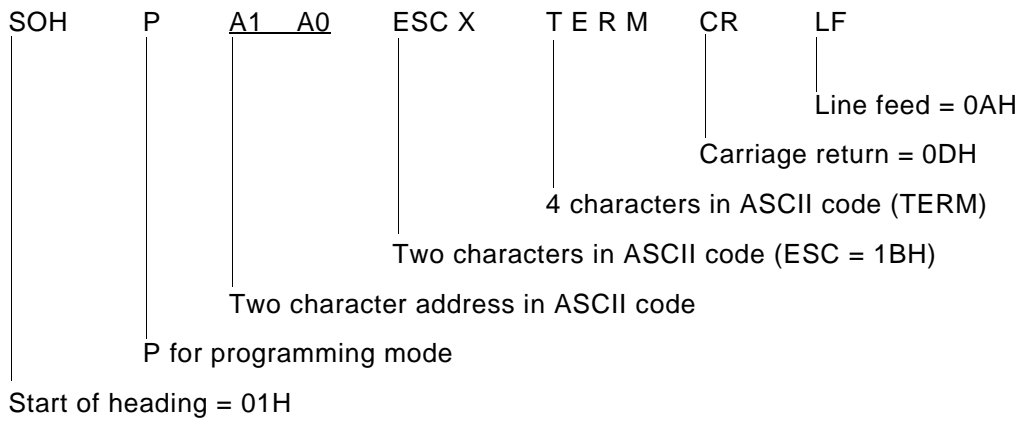 SOH P A1 A0 ESC X T E R M CR LF
Line feed = 0AH
Carriage return = 0DH
4 characters in ASCII code (TERM)
Two characters in ASCII code (ESC = 1BH)
Two character address in ASCII code
P for programming mode
Start of heading = 01H